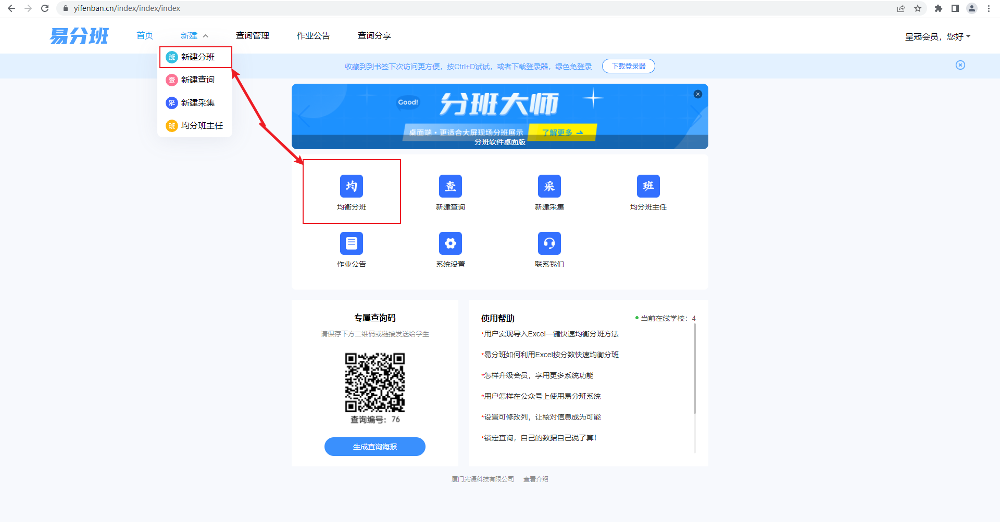 yifenban.cn/index/index/index
易分班
首页
新建
查询管理
作业公告
查询分享
皇冠会员，您好
班 新建分班
查 新建查询
采 新建采集
班 均分班主任
收藏到到书签下次访问更方便，按Ctrl+D试试，或者下载登录器，绿色免登录
下载登录器
Good!
分班大师
桌面端·更适合大屏现场分班展示
了解更多
分班软件桌面版
均
均衡分班
查
新建查询
采
新建采集
班
均分班主任
作业公告
系统设置
联系我们
专属查询码
请保存下方二维码或链接发送给学生
查询编号：76
生成查询海报
使用帮助
当前在线学校：4
*用户实现导入Excel一键快速均衡分班方法
*易分班如何利用Excel按分数快速均衡分班
*怎样升级会员，享用更多系统功能
*用户怎样在公众号上使用易分班系统
*设置可修改列，让核对信息成为可能
*锁定查询，自己的数据自己说了算！
厦门光镊科技有限公司
查看介绍